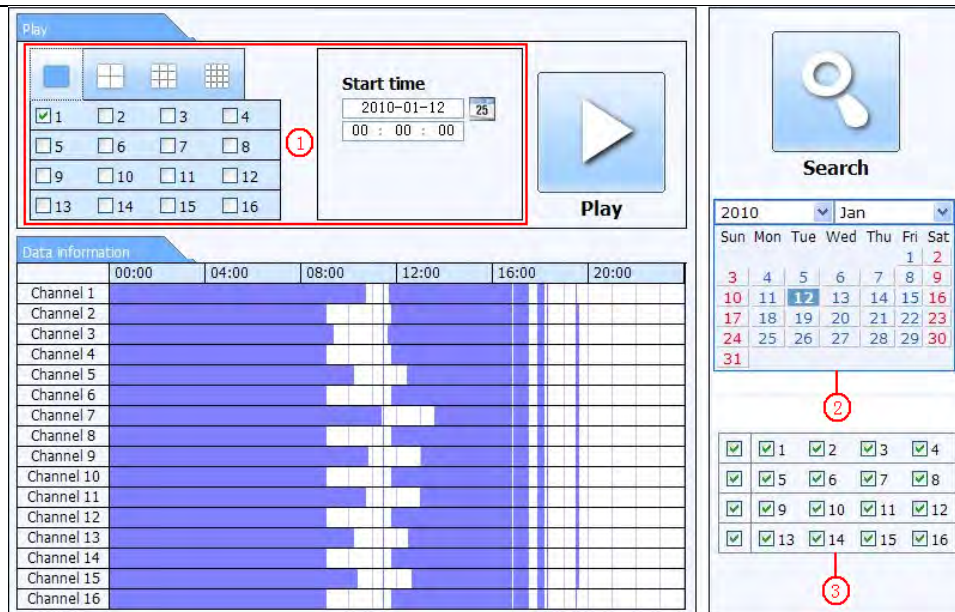 Play
Start time
2010-01-12 25
00 : 00 : 00
1 2 3 4
5 6 7 8
9 10 11 12
13 14 15 16
1
Play
Data information
00:00 04:00 08:00 12:00 16:00 20:00
Channel 1
Channel 2
Channel 3
Channel 4
Channel 5
Channel 6
Channel 7
Channel 8
Channel 9
Channel 10
Channel 11
Channel 12
Channel 13
Channel 14
Channel 15
Channel 16
Search
2010 Jan
Sun Mon Tue Wed Thu Fri Sat
1 2
3 4 5 6 7 8 9
10 11 12 13 14 15 16
17 18 19 20 21 22 23
24 25 26 27 28 29 30
31
2
1 2 3 4
5 6 7 8
9 10 11 12
13 14 15 16
3